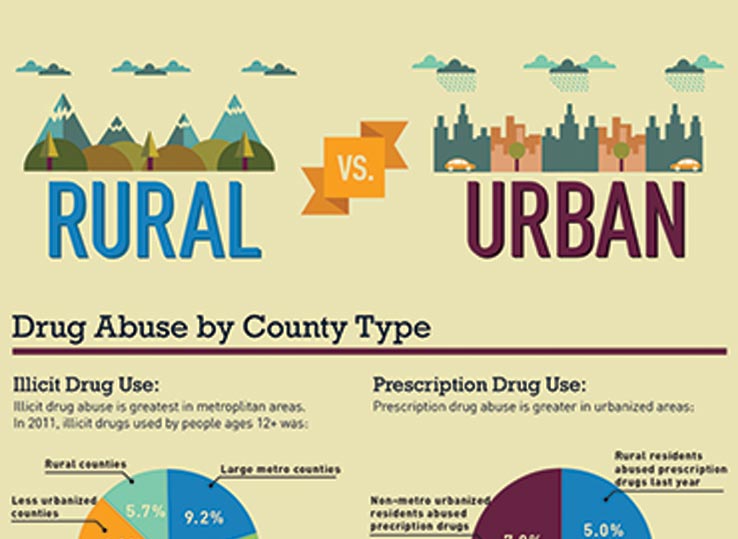 RURAL
VS.
URBAN
Drug Abuse by County Type
Illicit Drug Use:
Illicit drug abuse is greatest in metroplitan areas.
In 2011, illicit drugs used by people ages 12+ was:
Rural counties
Large metro counties
Less urbanized
counties
5.7%
9.2%
Prescription Drug Use:
Prescription drug abuse is greater in urbanized areas:
Rural residents
abused prescription
drugs last year
Non-metro urbanized
residents abused
precription drugs
5.0%